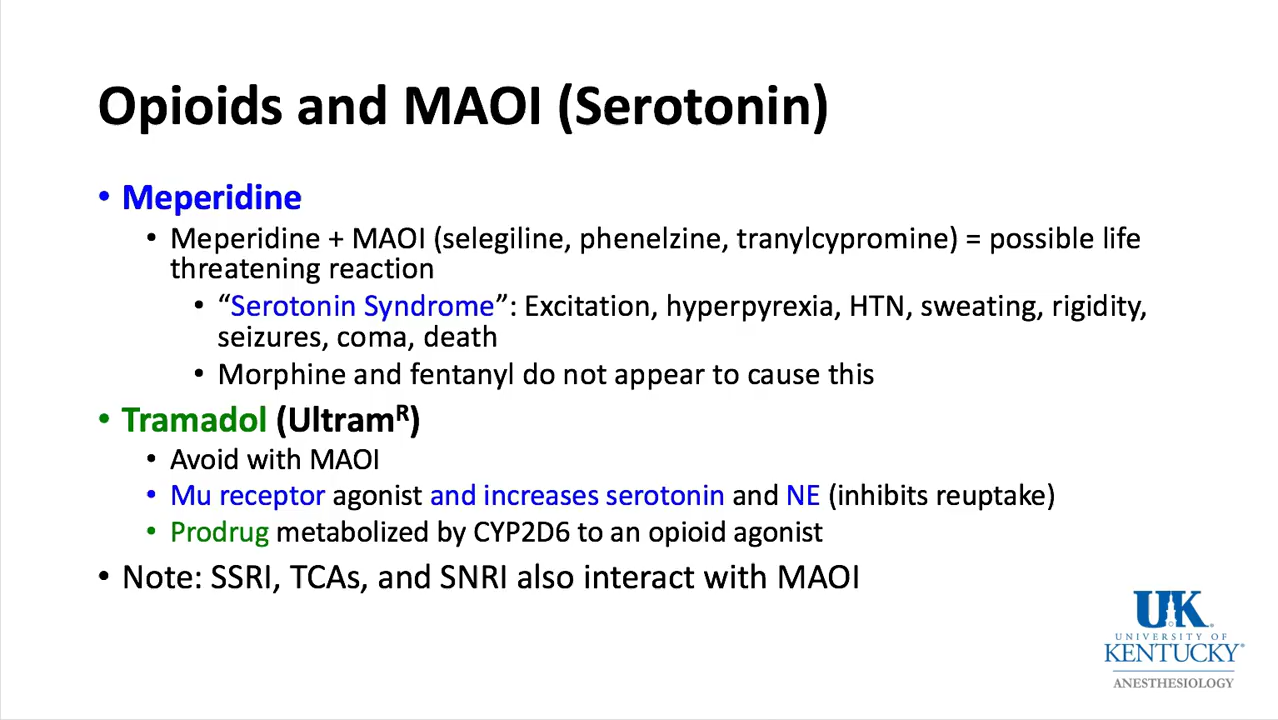 Opioids and MAOI (Serotonin)
• Meperidine
• Meperidine + MAOI (selegiline, phenelzine, tranylcypromine) = possible life
threatening reaction
• “Serotonin Syndrome”: Excitation, hyperpyrexia, HTN, sweating, rigidity,
seizures, coma, death
• Morphine and fentanyl do not appear to cause this
• Tramadol (Ultramᴿ)
• Avoid with MAOI
• Mu receptor agonist and increases serotonin and NE (inhibits reuptake)
• Prodrug metabolized by CYP2D6 to an opioid agonist
• Note: SSRI, TCAs, and SNRI also interact with MAOI
UK
UNIVERSITY OF
KENTUCKY®
ANESTHESIOLOGY